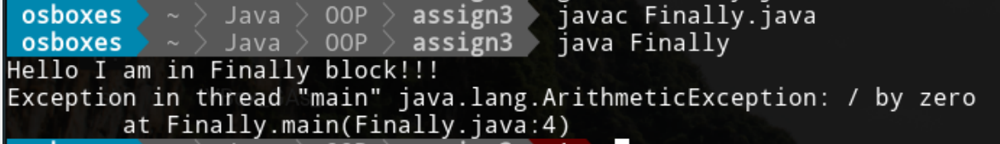 osboxes ~ Java OOP assign3 javac Finally.java
osboxes ~ Java OOP assign3 java Finally
Hello I am in Finally block!!!
Exception in thread "main" java.lang.ArithmeticException: / by zero
at Finally.main(Finally.java:4)